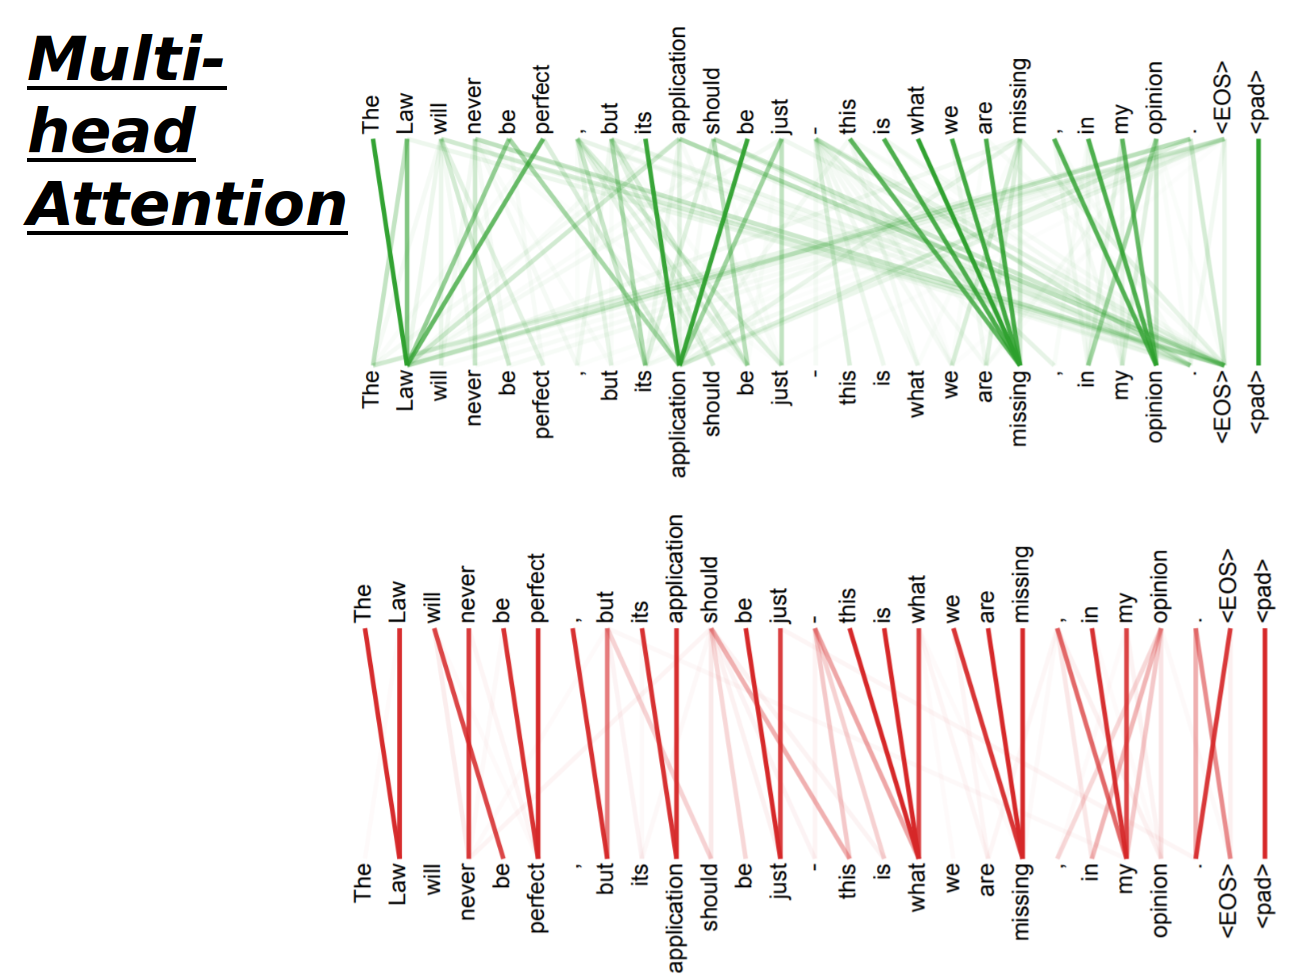 Multi-
head
Attention
The Law will never be perfect , but its application should be just - this is what we are missing , in my opinion . <EOS> <pad>
The Law will never be perfect , but its application should be just - this is what we are missing , in my opinion . <EOS> <pad>
The Law will never be perfect , but its application should be just - this is what we are missing , in my opinion . <EOS> <pad>
The Law will never be perfect , but its application should be just - this is what we are missing , in my opinion . <EOS> <pad>